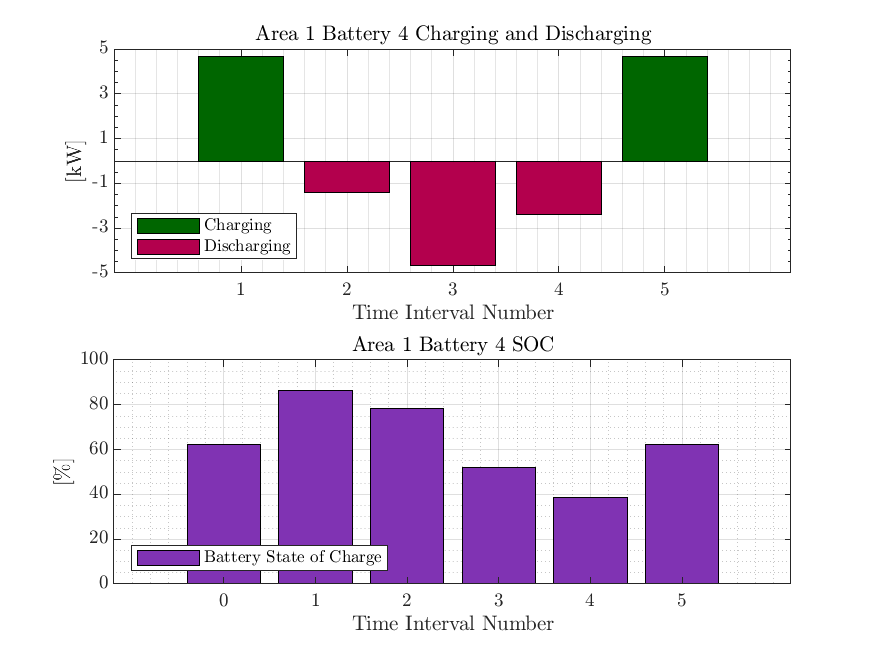 Area 1 Battery 4 Charging and Discharging
5
3
1
-1
-3
-5
[kW]
Charging
Discharging
1 2 3 4 5
Time Interval Number
Area 1 Battery 4 SOC
100
80
60
40
20
0
[%]
Battery State of Charge
0 1 2 3 4 5
Time Interval Number